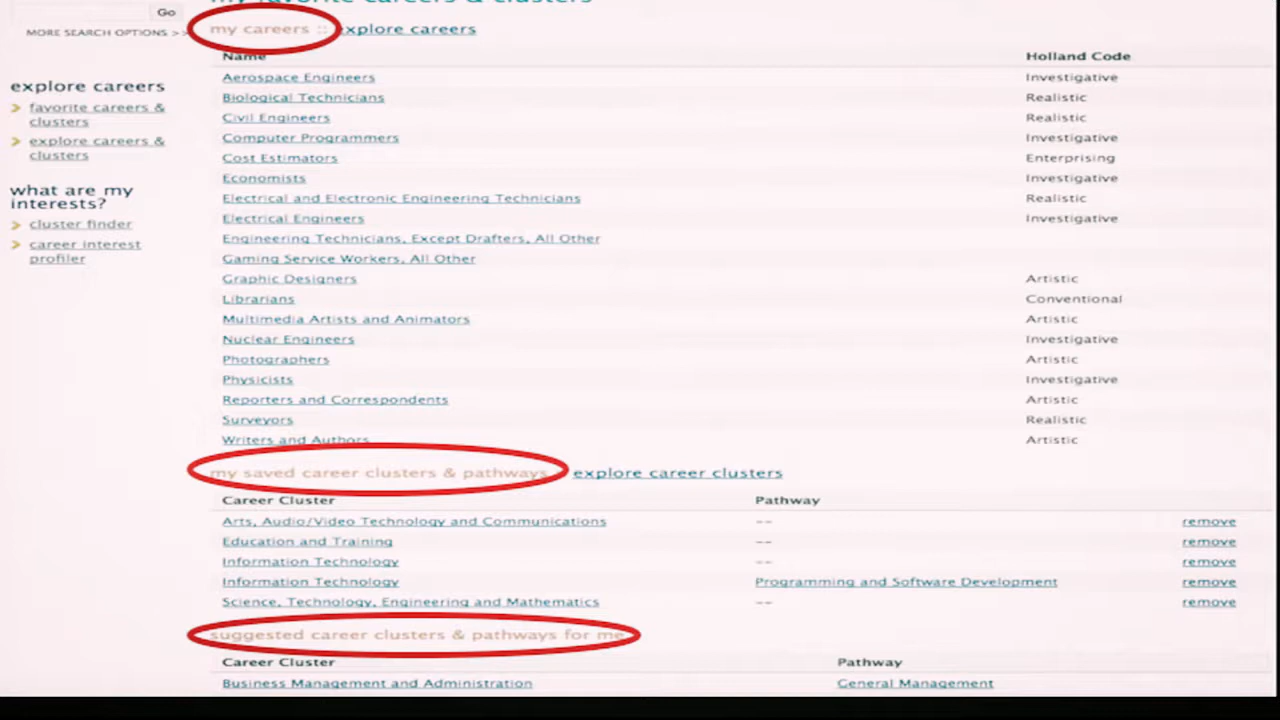 my favorite careers & clusters
Go
MORE SEARCH OPTIONS > >
explore careers
favorite careers &
clusters
explore careers &
clusters
what are my
interests?
cluster finder
career interest
profiler
my careers :: explore careers
Name Holland Code
Aerospace Engineers Investigative
Biological Technicians Realistic
Civil Engineers Realistic
Computer Programmers Investigative
Cost Estimators Enterprising
Economists Investigative
Electrical and Electronic Engineering Technicians Realistic
Electrical Engineers Investigative
Engineering Technicians, Except Drafters, All Other
Gaming Service Workers, All Other
Graphic Designers Artistic
Librarians Conventional
Multimedia Artists and Animators Artistic
Nuclear Engineers Investigative
Photographers Artistic
Physicists Investigative
Reporters and Correspondents Artistic
Surveyors Realistic
Writers and Authors Artistic
my saved career clusters & pathways explore career clusters
Career Cluster Pathway
Arts, Audio/Video Technology and Communications -- remove
Education and Training -- remove
Information Technology -- remove
Information Technology Programming and Software Development remove
Science, Technology, Engineering and Mathematics -- remove
suggested career clusters & pathways for me
Career Cluster Pathway
Business Management and Administration General Management